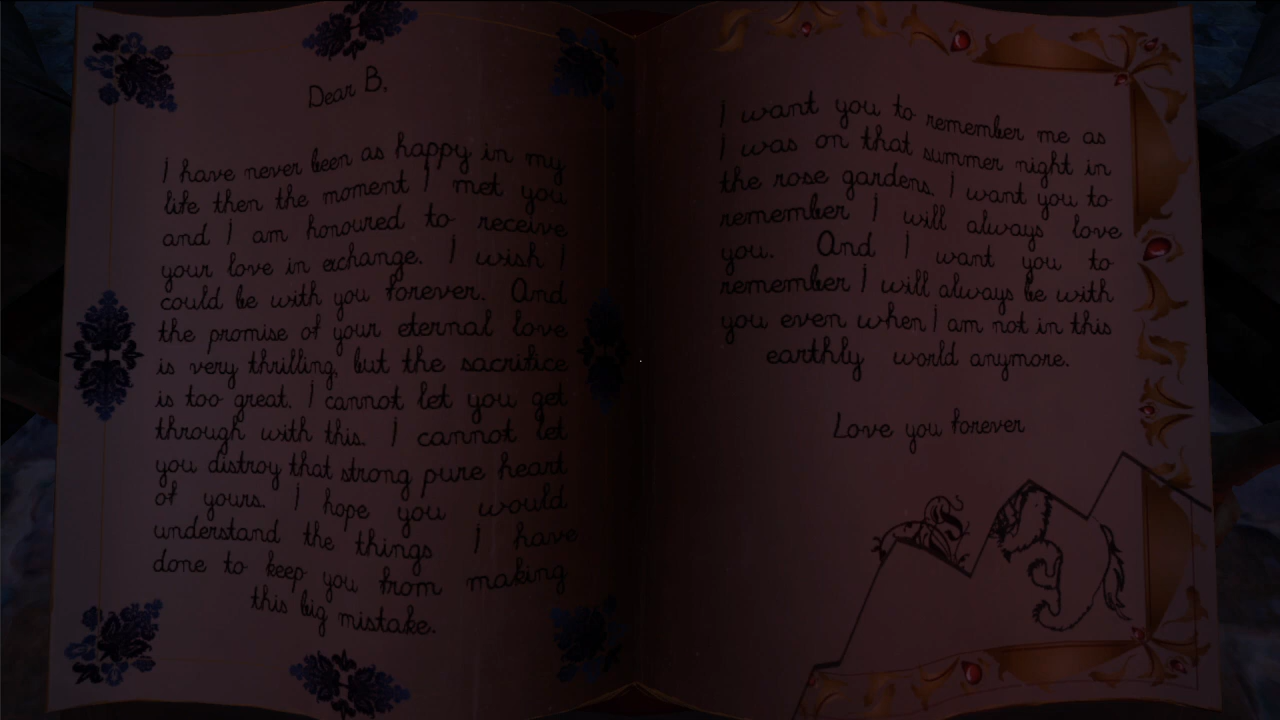 Dear B,
I have never been as happy in my
life then the moment I met you
and I am honoured to receive
your love in exchange. I wish I
could be with you forever. And
the promise of your eternal love
is very thrilling, but the sacrifice
is too great. I cannot let you get
through with this. I cannot let
you distroy that strong pure heart
of yours. I hope you would
understand the things I have
done to keep you from making
this big mistake.
I want you to remember me as
I was on that summer night in
the rose gardens. I want you to
remember I will always love
you. And I want you to
remember I will always be with
you even when I am not in this
earthly world anymore.
Love you forever